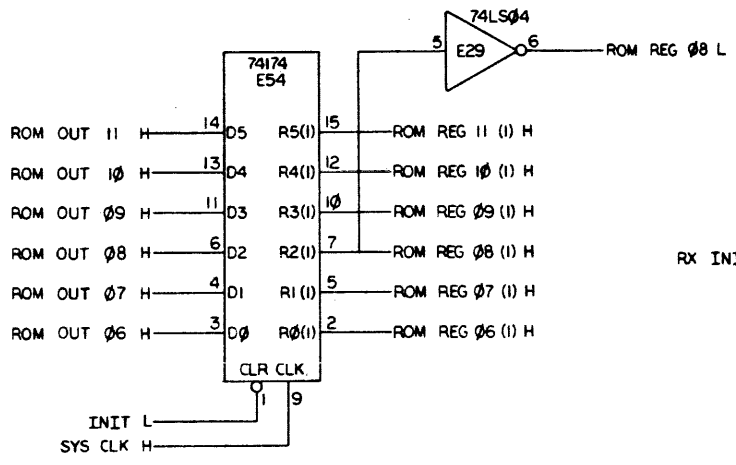 74LSØ4
5 E29 6 ROM REG Ø8 L
74174
E54
ROM OUT 11 H 14 D5 R5(1) 15 ROM REG 11 (1) H
ROM OUT 1Ø H 13 D4 R4(1) 12 ROM REG 1Ø (1) H
ROM OUT Ø9 H 11 D3 R3(1) 1Ø ROM REG Ø9 (1) H
ROM OUT Ø8 H 6 D2 R2(1) 7 ROM REG Ø8 (1) H
RX INI
ROM OUT Ø7 H 4 D1 R1(1) 5 ROM REG Ø7 (1) H
ROM OUT Ø6 H 3 DØ RØ(1) 2 ROM REG Ø6 (1) H
CLR CLK
1 9
INIT L
SYS CLK H